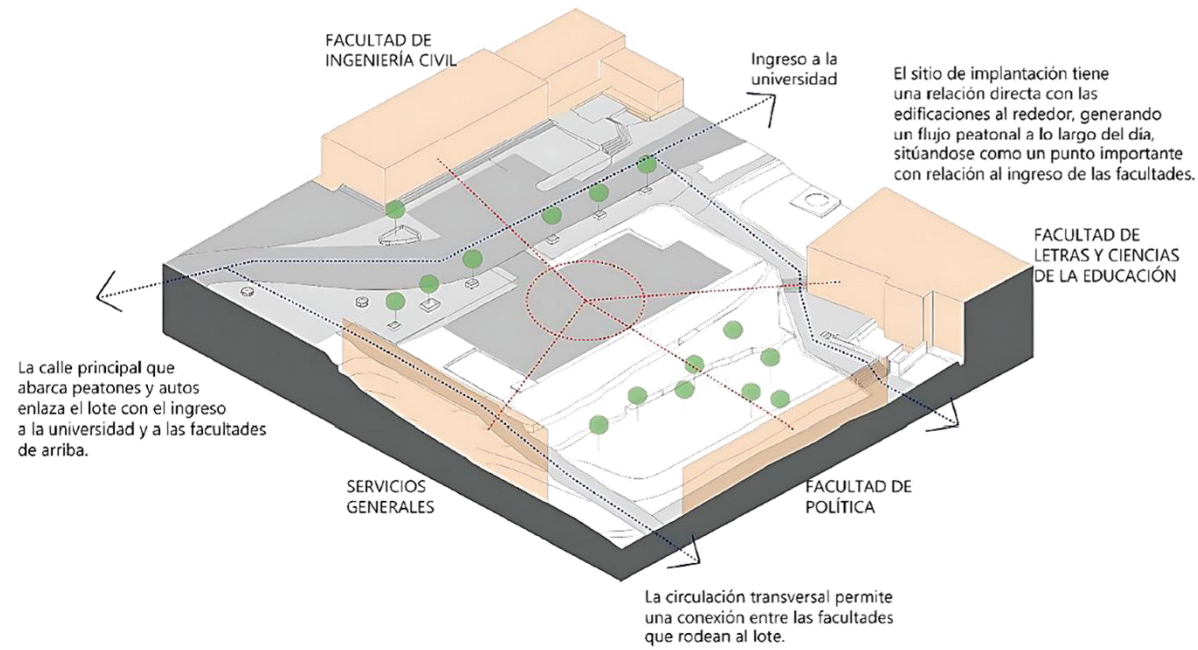 FACULTAD DE
INGENIERÍA CIVIL
Ingreso a la
universidad
El sitio de implantación tiene
una relación directa con las
edificaciones al rededor, generando
un flujo peatonal a lo largo del día,
sitúandose como un punto importante
con relación al ingreso de las facultades.
FACULTAD DE
LETRAS Y CIENCIAS
DE LA EDUCACIÓN
La calle principal que
abarca peatones y autos
enlaza el lote con el ingreso
a la universidad y a las facultades
de arriba.
SERVICIOS
GENERALES
FACULTAD DE
POLÍTICA
La circulación transversal permite
una conexión entre las facultades
que rodean al lote.